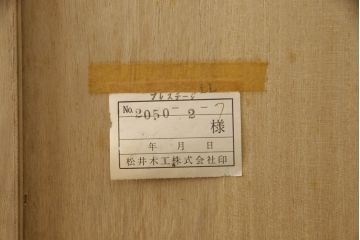 プレステージ
No. 2050-2-フ
様
年 月 日
松井木工株式会社印